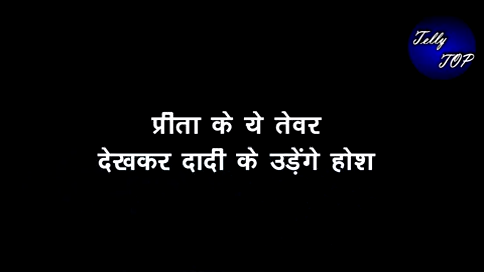 Telly
TOP
प्रीता के ये तेवर
देखकर दादी के उड़ेंगे होश